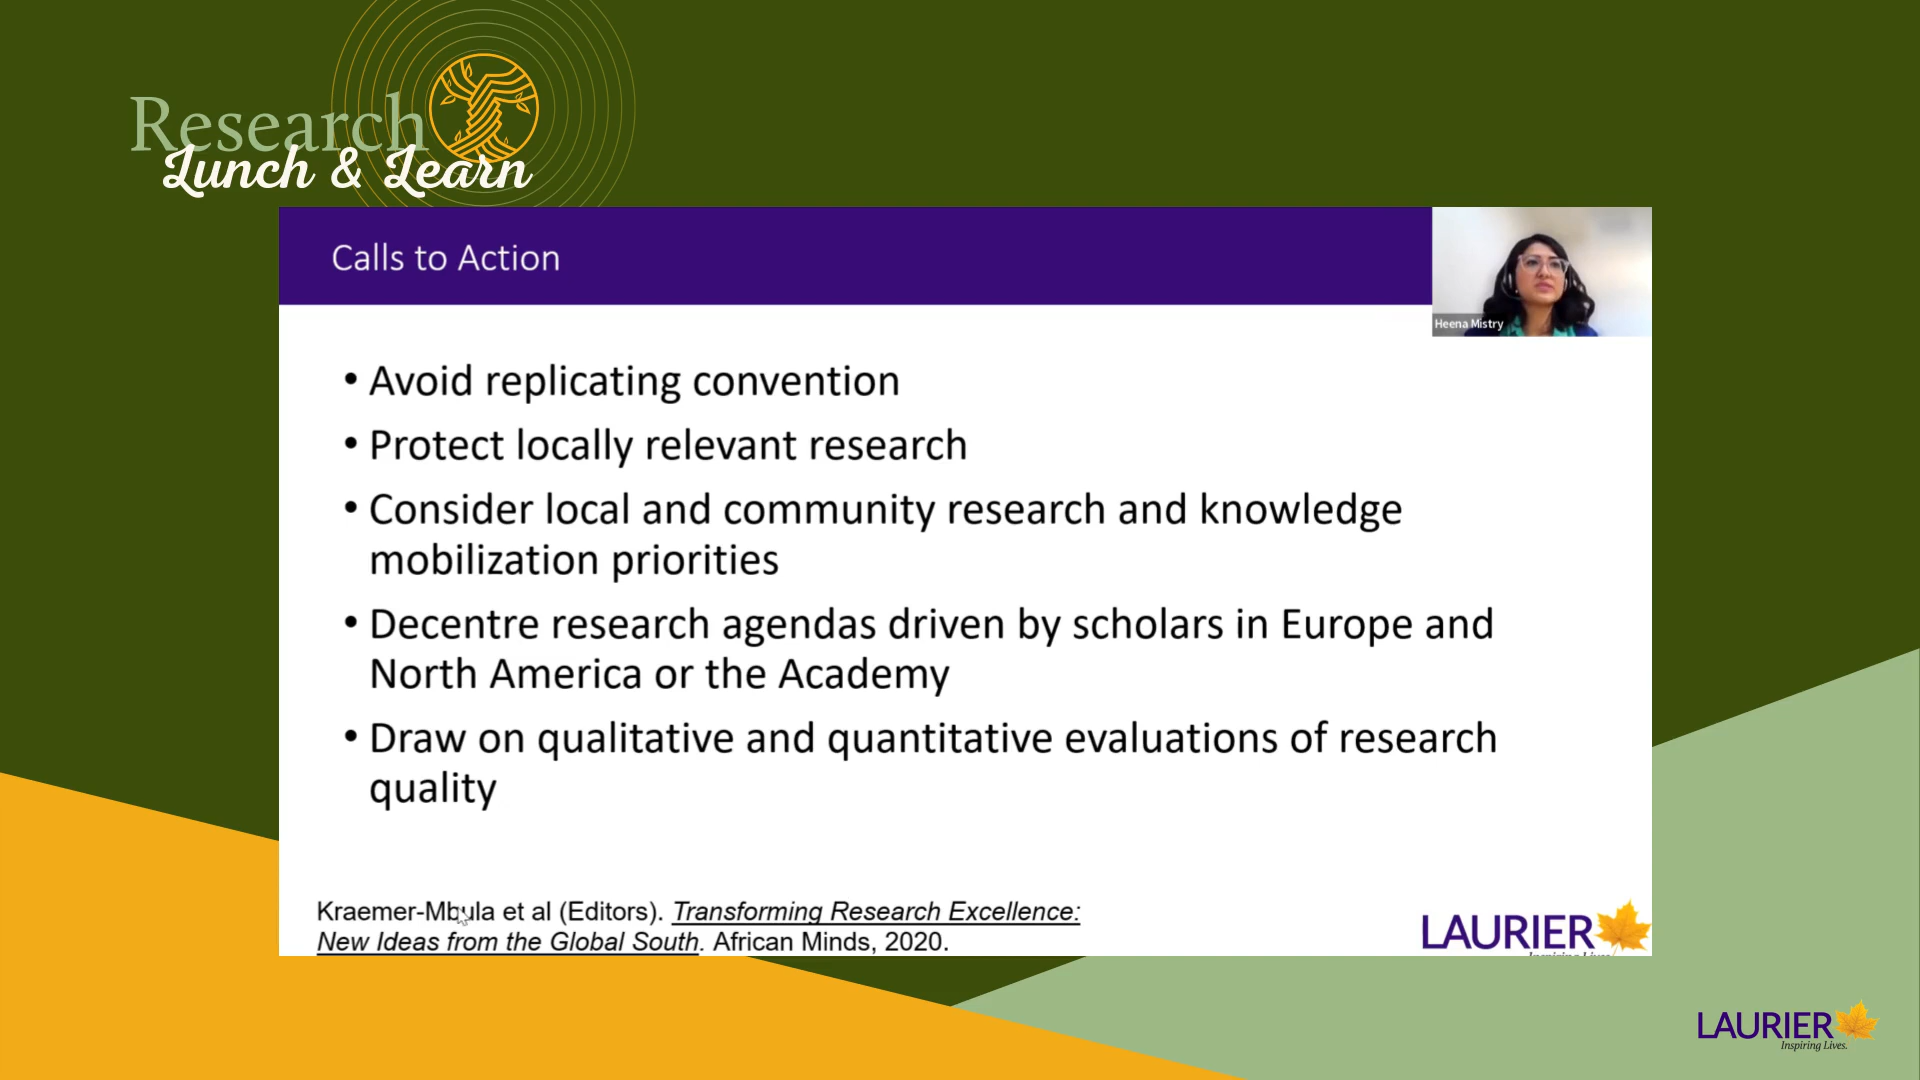 Research
Lunch & Learn
Calls to Action
Heena Mistry
• Avoid replicating convention
• Protect locally relevant research
• Consider local and community research and knowledge
mobilization priorities
• Decentre research agendas driven by scholars in Europe and
North America or the Academy
• Draw on qualitative and quantitative evaluations of research
quality
Kraemer-Mbula et al (Editors). Transforming Research Excellence:
New Ideas from the Global South. African Minds, 2020.
LAURIER
Inspiring Lives
LAURIER
Inspiring Lives.